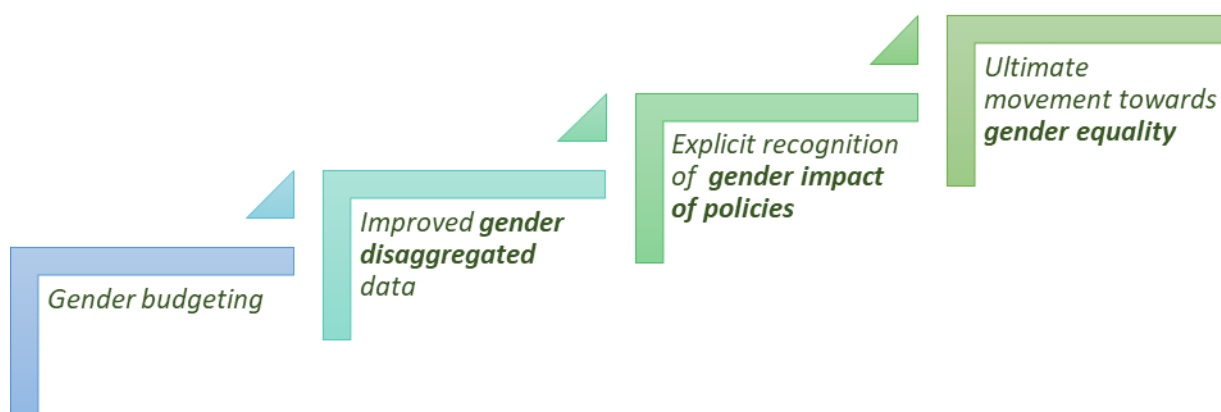 Gender budgeting
Improved gender
disaggregated
data
Explicit recognition
of gender impact
of policies
Ultimate
movement towards
gender equality